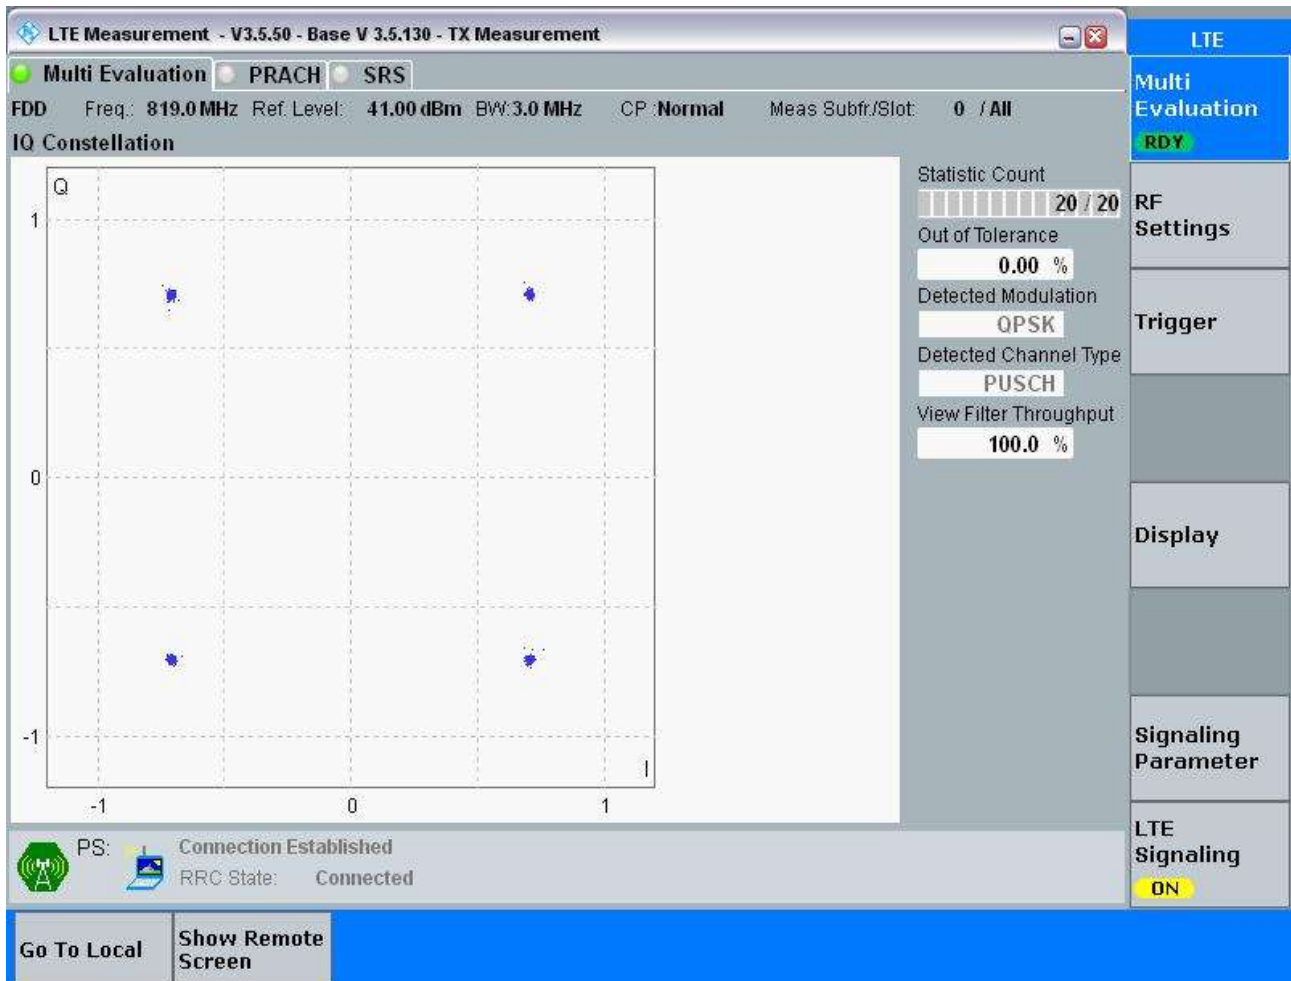 LTE Measurement - V3.5.50 - Base V 3.5.130 - TX Measurement
LTE
Multi Evaluation PRACH SRS
FDD Freq.: 819.0 MHz Ref. Level: 41.00 dBm BW: 3.0 MHz CP :Normal Meas Subfr./Slot: 0 / All
IQ Constellation
Q
1
0
-1
I
-1 0 1
Statistic Count
20 / 20
Out of Tolerance
0.00 %
Detected Modulation
QPSK
Detected Channel Type
PUSCH
View Filter Throughput
100.0 %
Multi
Evaluation
RDY
RF
Settings
Trigger
Display
Signaling
Parameter
LTE
Signaling
ON
PS: Connection Established
RRC State: Connected
Go To Local
Show Remote
Screen